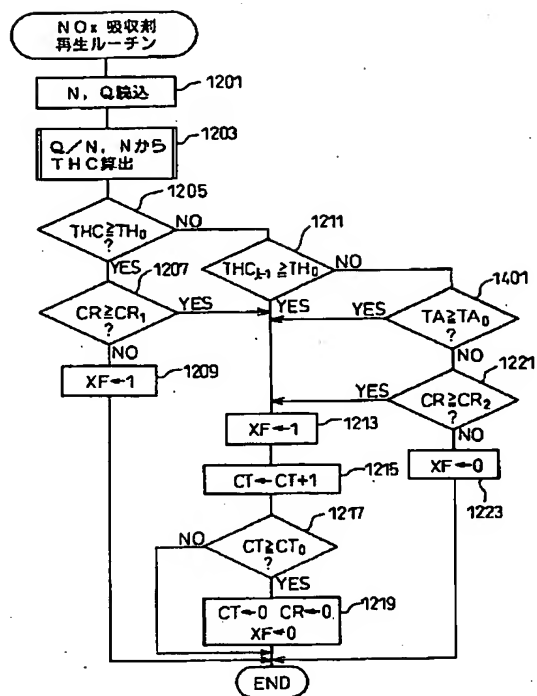 NOx 吸収剤
再生ルーチン
1201
N, Q読込
1203
Q／N, Nから
THC算出
1205
THC≧TH0
?
NO
YES
1211
THCi-1≧TH0
NO
YES
1207
CR≧CR1
?
YES
NO
1401
TA≧TA0
?
YES
NO
1209
XF←1
1221
CR≧CR2
?
YES
NO
1213
XF←1
XF←0
1223
1215
CT←CT+1
1217
CT≧CT0
?
NO
YES
1219
CT←0 CR←0
XF←0
END